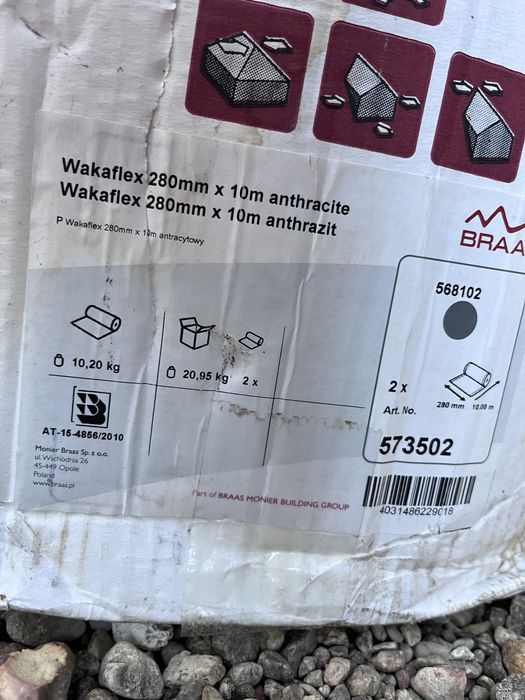 Wakaflex 280mm x 10m anthracite
Wakaflex 280mm x 10m anthrazit
P Wakaflex 280mm x 10m antracytowy
BRAA
568102
10,20 kg
20,95 kg 2 x
2 x
280 mm 10.00 m
Art. No.
573502
AT-15-4856/2010
Monier Braas Sp. z o.o.
ul. Wschodnia 26
45-449 Opole
Poland
www.braas.pl
Part of BRAAS MONIER BUILDING GROUP
4031486229018